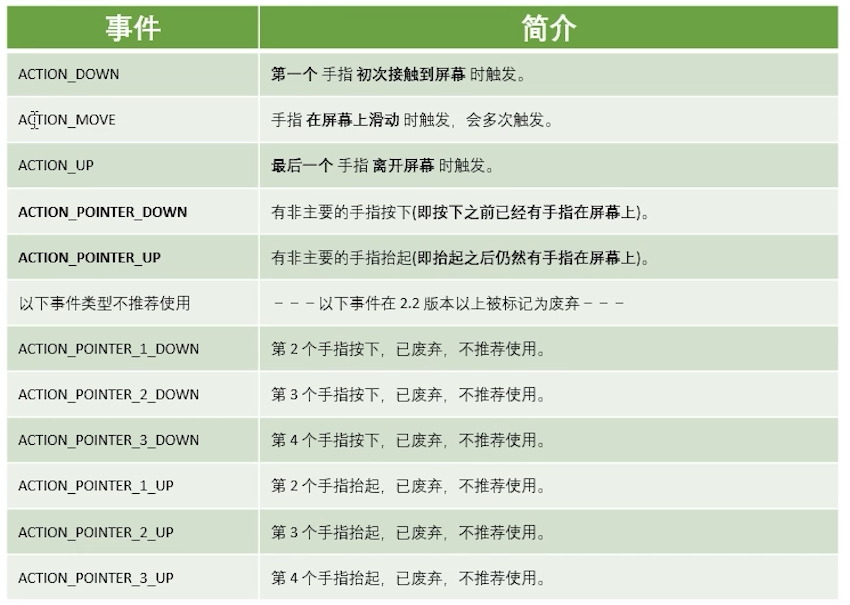 事件 简介
ACTION_DOWN 第一个 手指 初次接触到屏幕 时触发。
ACTION_MOVE 手指 在屏幕上滑动 时触发，会多次触发。
ACTION_UP 最后一个 手指 离开屏幕 时触发。
ACTION_POINTER_DOWN 有非主要的手指按下(即按下之前已经有手指在屏幕上)。
ACTION_POINTER_UP 有非主要的手指抬起(即抬起之后仍然有手指在屏幕上)。
以下事件类型不推荐使用 －－－以下事件在 2.2 版本以上被标记为废弃－－－
ACTION_POINTER_1_DOWN 第 2 个手指按下，已废弃，不推荐使用。
ACTION_POINTER_2_DOWN 第 3 个手指按下，已废弃，不推荐使用。
ACTION_POINTER_3_DOWN 第 4 个手指按下，已废弃，不推荐使用。
ACTION_POINTER_1_UP 第 2 个手指抬起，已废弃，不推荐使用。
ACTION_POINTER_2_UP 第 3 个手指抬起，已废弃，不推荐使用。
ACTION_POINTER_3_UP 第 4 个手指抬起，已废弃，不推荐使用。